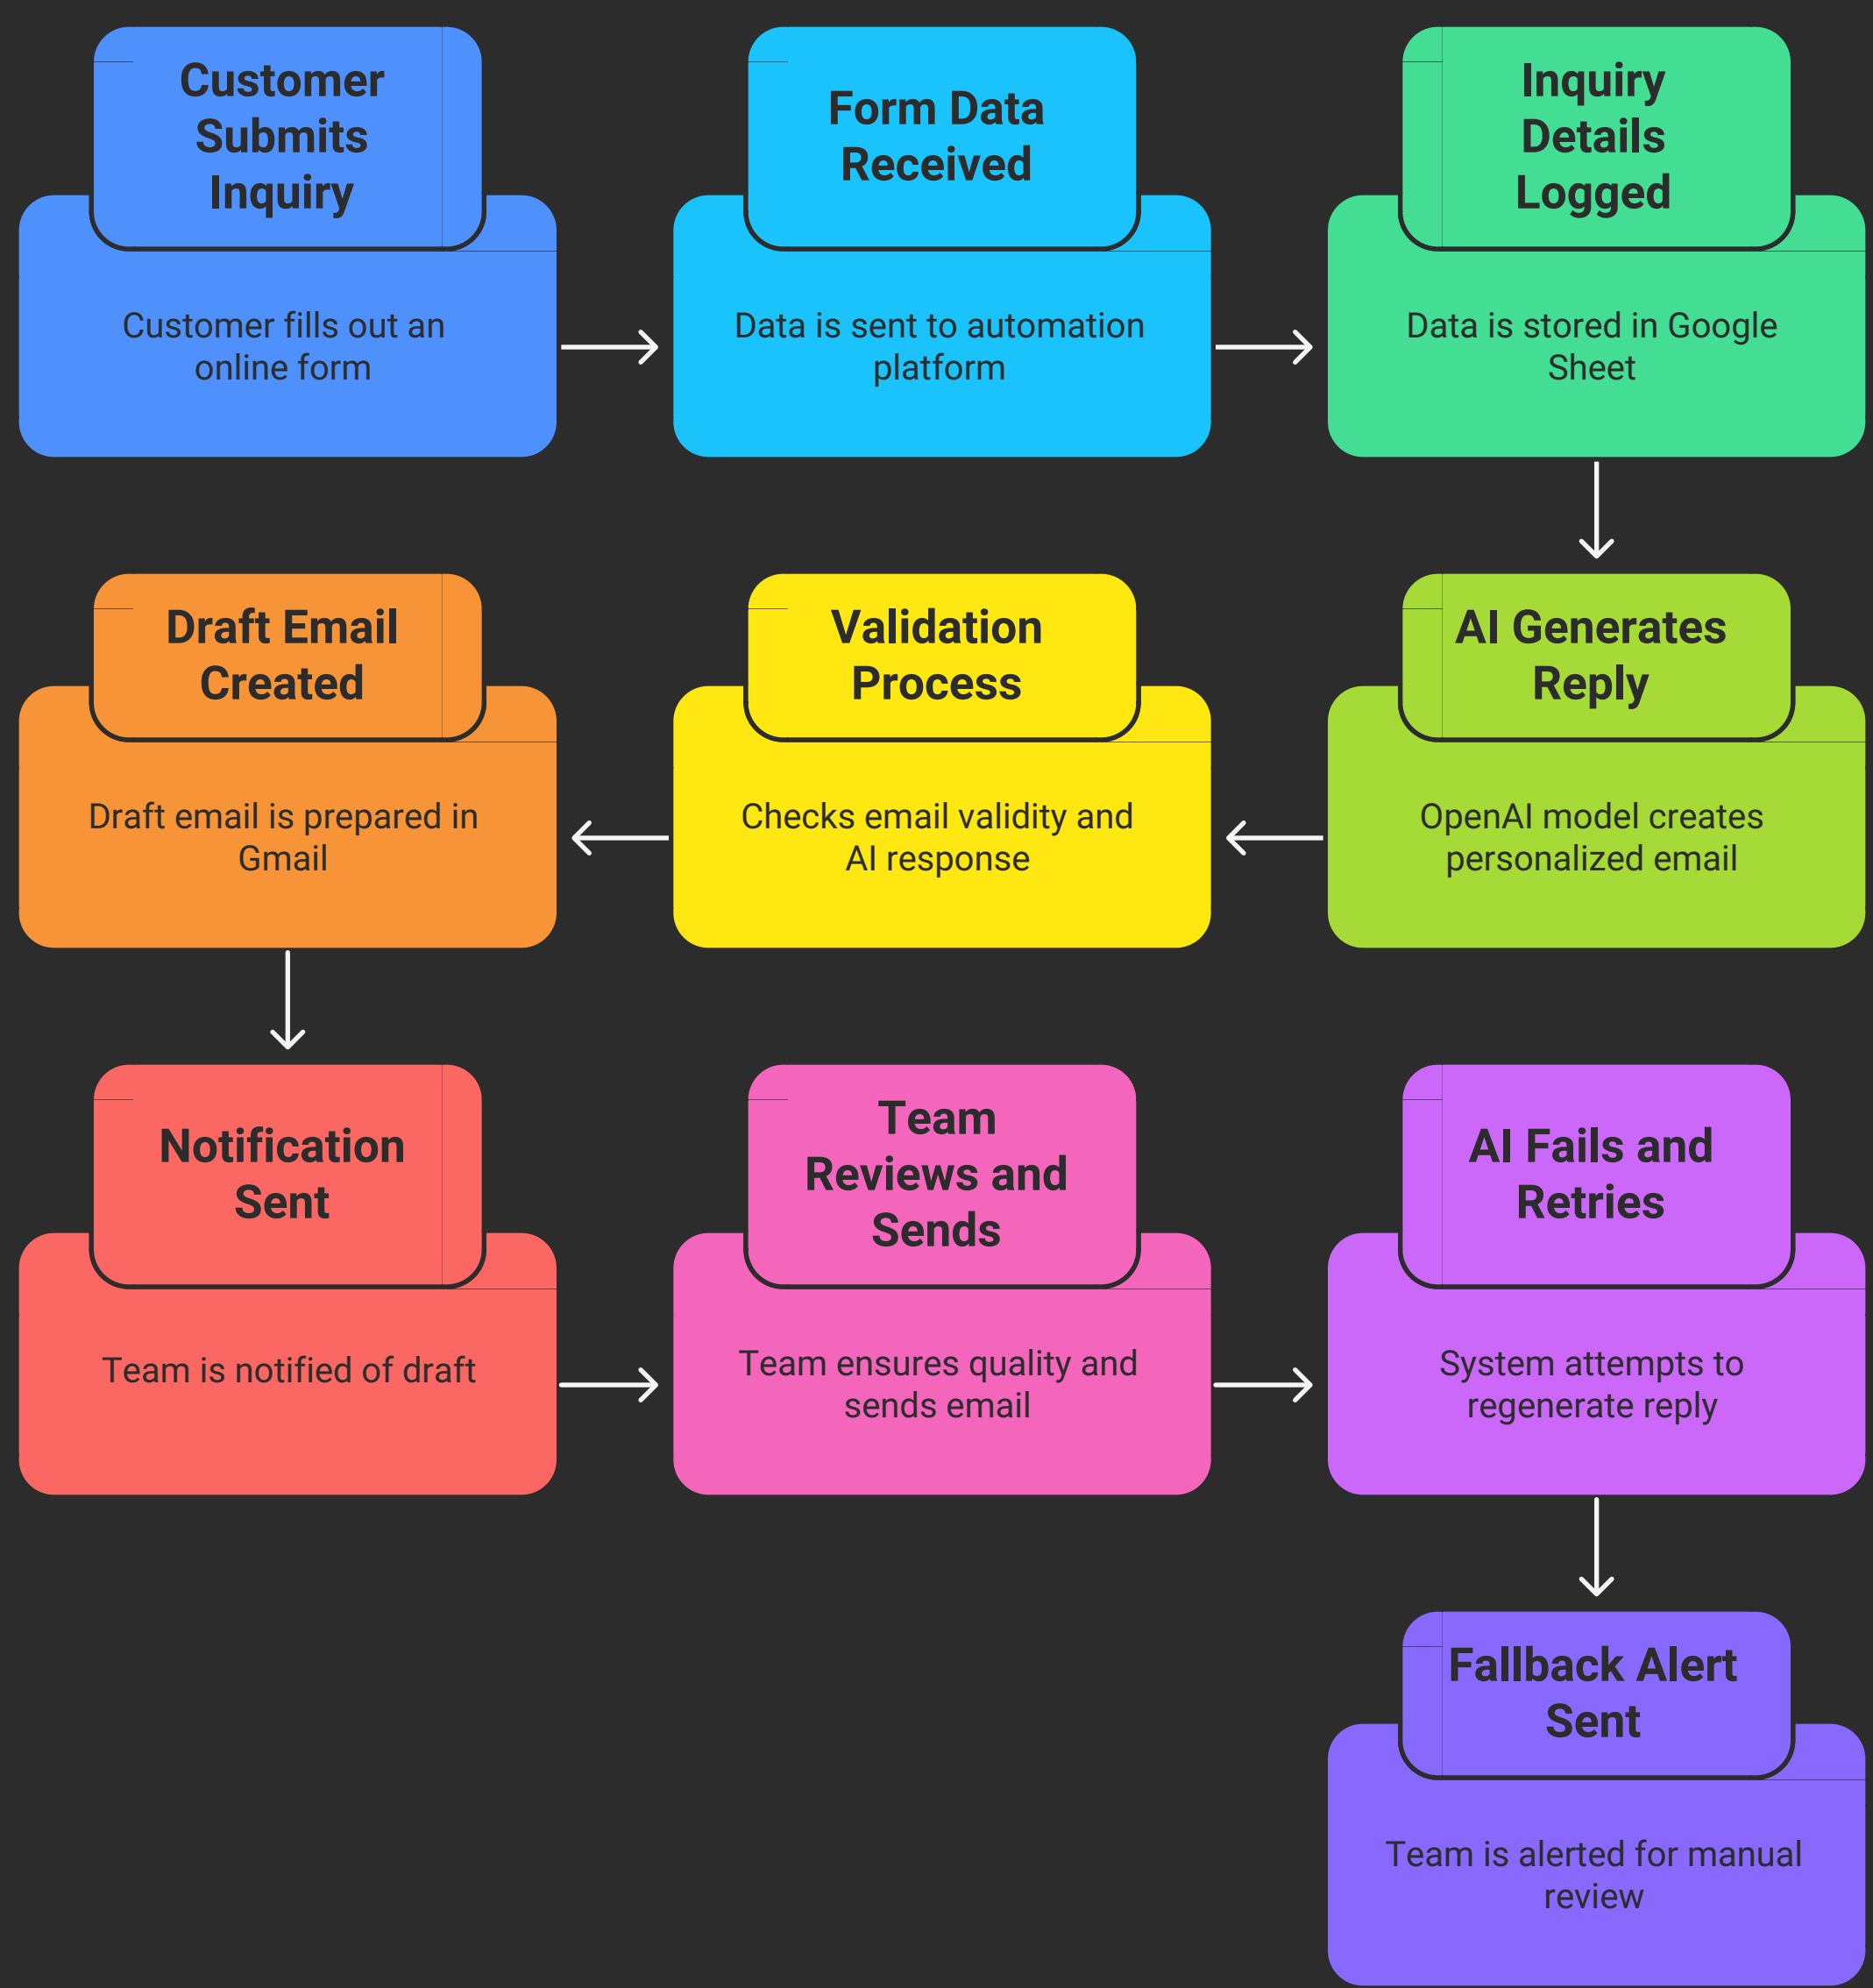 Customer
Submits
Inquiry
Customer fills out an
online form
Form Data
Received
Data is sent to automation
platform
Inquiry
Details
Logged
Data is stored in Google
Sheet
AI Generates
Reply
OpenAI model creates
personalized email
Validation
Process
Checks email validity and
AI response
Draft Email
Created
Draft email is prepared in
Gmail
Notification
Sent
Team is notified of draft
Team
Reviews and
Sends
Team ensures quality and
sends email
AI Fails and
Retries
System attempts to
regenerate reply
Fallback Alert
Sent
Team is alerted for manual
review